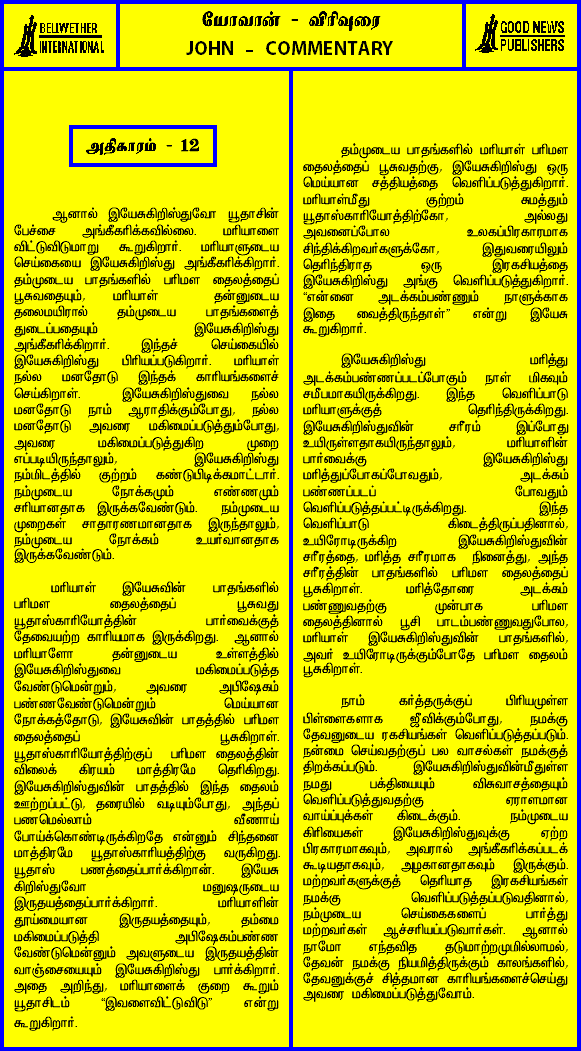 BELWETHER
INTERNATIONAL
யோவான் - விரிவுரை
JOHN - COMMENTARY
GOOD NEWS
PUBLISHERS
அதிகாரம் - 12
ஆனால் இயேசுகிறிஸ்துவோ யூதாசின்
பேச்சை அங்கீகரிக்கவில்லை. மரியாளை
விட்டுவிடுமாறு கூறுகிறார். மரியாளுடைய
செய்கையை இயேசுகிறிஸ்து அங்கீகரிக்கிறார்.
தம்முடைய பாதங்களில் பரிமள தைலத்தைப்
பூசுவதையும், மரியாள் தன்னுடைய
தலைமயிரால் தம்முடைய பாதங்களைத்
துடைப்பதையும் இயேசுகிறிஸ்து
அங்கீகரிக்கிறார். இந்தச் செய்கையில்
இயேசுகிறிஸ்து பிரியப்படுகிறார். மரியாள்
நல்ல மனதோடு இந்தக் காரியங்களைச்
செய்கிறாள். இயேசுகிறிஸ்துவை நல்ல
மனதோடு நாம் ஆராதிக்கும்போது, நல்ல
மனதோடு அவரை மகிமைப்படுத்தும்போது,
அவரை மகிமைப்படுத்துகிற முறை
எப்படியிருந்தாலும், இயேசுகிறிஸ்து
நம்மிடத்தில் குற்றம் கண்டுபிடிக்கமாட்டார்.
நம்முடைய நோக்கமும் எண்ணமும்
சரியானதாக இருக்கவேண்டும். நம்முடைய
முறைகள் சாதாரணமானதாக இருந்தாலும்,
நம்முடைய நோக்கம் உயர்வானதாக
இருக்கவேண்டும்.
மரியாள் இயேசுவின் பாதங்களில்
பரிமள தைலத்தைப் பூசுவது
யூதாஸ்காரியோத்தின் பார்வைக்குத்
தேவையற்ற காரியமாக இருக்கிறது. ஆனால்
மரியாளோ தன்னுடைய உள்ளத்தில்
இயேசுகிறிஸ்துவை மகிமைப்படுத்த
வேண்டுமென்றும், அவரை அபிஷேகம்
பண்ணவேண்டுமென்றும் மெய்யான
நோக்கத்தோடு, இயேசுவின் பாதத்தில் பரிமள
தைலத்தைப் பூசுகிறாள்.
யூதாஸ்காரியோத்திற்குப் பரிமள தைலத்தின்
விலைக் கிரயம் மாத்திரமே தெரிகிறது.
இயேசுகிறிஸ்துவின் பாதத்தில் இந்த தைலம்
ஊற்றப்பட்டு, தரையில் வடியும்போது, அந்தப்
பணமெல்லாம் வீணாய்
போய்க்கொண்டிருக்கிறதே என்னும் சிந்தனை
மாத்திரமே யூதாஸ்காரியத்திற்கு வருகிறது.
யூதாஸ் பணத்தைப்பார்க்கிறான். இயேசு
கிறிஸ்துவோ மனுஷருடைய
இருதயத்தைப்பார்க்கிறார். மரியாளின்
தூய்மையான இருதயத்தையும், தம்மை
மகிமைப்படுத்தி அபிஷேகம்பண்ண
வேண்டுமென்னும் அவளுடைய இருதயத்தின்
வாஞ்சையையும் இயேசுகிறிஸ்து பார்க்கிறார்.
அதை அறிந்து, மரியாளைக் குறை கூறும்
யூதாசிடம் “இவளைவிட்டுவிடு” என்று
கூறுகிறார்.
தம்முடைய பாதங்களில் மரியாள் பரிமள
தைலத்தைப் பூசுவதற்கு, இயேசுகிறிஸ்து ஒரு
மெய்யான சத்தியத்தை வெளிப்படுத்துகிறார்.
மரியாள்மீது குற்றம் சுமத்தும்
யூதாஸ்காரியோத்திற்கோ, அல்லது
அவனைப்போல உலகப்பிரகாரமாக
சிந்திக்கிறவர்களுக்கோ, இதுவரையிலும்
தெரிந்திராத ஒரு இரகசியத்தை
இயேசுகிறிஸ்து அங்கு வெளிப்படுத்துகிறார்.
“என்னை அடக்கம்பண்ணும் நாளுக்காக
இதை வைத்திருந்தாள்” என்று இயேசு
கூறுகிறார்.
இயேசுகிறிஸ்து மரித்து
அடக்கம்பண்ணப்படப்போகும் நாள் மிகவும்
சமீபமாகயிருக்கிறது. இந்த வெளிப்பாடு
மரியாளுக்குத் தெரிந்திருக்கிறது.
இயேசுகிறிஸ்துவின் சரீரம் இப்போது
உயிருள்ளதாகயிருந்தாலும், மரியாளின்
பார்வைக்கு இயேசுகிறிஸ்து
மரித்துப்போகப்போவதும், அடக்கம்
பண்ணப்படப் போவதும்
வெளிப்படுத்தப்பட்டிருக்கிறது. இந்த
வெளிப்பாடு கிடைத்திருப்பதினால்,
உயிரோடிருக்கிற இயேசுகிறிஸ்துவின்
சரீரத்தை, மரித்த சரீரமாக நினைத்து, அந்த
சரீரத்தின் பாதங்களில் பரிமள தைலத்தைப்
பூசுகிறாள். மரித்தோரை அடக்கம்
பண்ணுவதற்கு முன்பாக பரிமள
தைலத்தினால் பூசி பாடம்பண்ணுவதுபோல,
மரியாள் இயேசுகிறிஸ்துவின் பாதங்களில்,
அவர் உயிரோடிருக்கும்போதே பரிமள தைலம்
பூசுகிறாள்.
நாம் கர்த்தருக்குப் பிரியமுள்ள
பிள்ளைகளாக ஜீவிக்கும்போது, நமக்கு
தேவனுடைய ரகசியங்கள் வெளிப்படுத்தப்படும்.
நன்மை செய்வதற்குப் பல வாசல்கள் நமக்குத்
திறக்கப்படும். இயேசுகிறிஸ்துவின்மீதுள்ள
நமது பக்தியையும் விசுவாசத்தையும்
வெளிப்படுத்துவதற்கு ஏராளமான
வாய்ப்புக்கள் கிடைக்கும். நம்முடைய
கிரியைகள் இயேசுகிறிஸ்துவுக்கு ஏற்ற
பிரகாரமாகவும், அவரால் அங்கீகரிக்கப்படக்
கூடியதாகவும், அழகானதாகவும் இருக்கும்.
மற்றவர்களுக்குத் தெரியாத இரகசியங்கள்
நமக்கு வெளிப்படுத்தப்படுவதினால்,
நம்முடைய செய்கைகளைப் பார்த்து
மற்றவர்கள் ஆச்சரியப்படுவார்கள். ஆனால்
நாமோ எந்தவித தடுமாற்றமுமில்லாமல்,
தேவன் நமக்கு நியமித்திருக்கும் காலங்களில்,
தேவனுக்குச் சித்தமான காரியங்களைச்செய்து
அவரை மகிமைப்படுத்துவோம்.